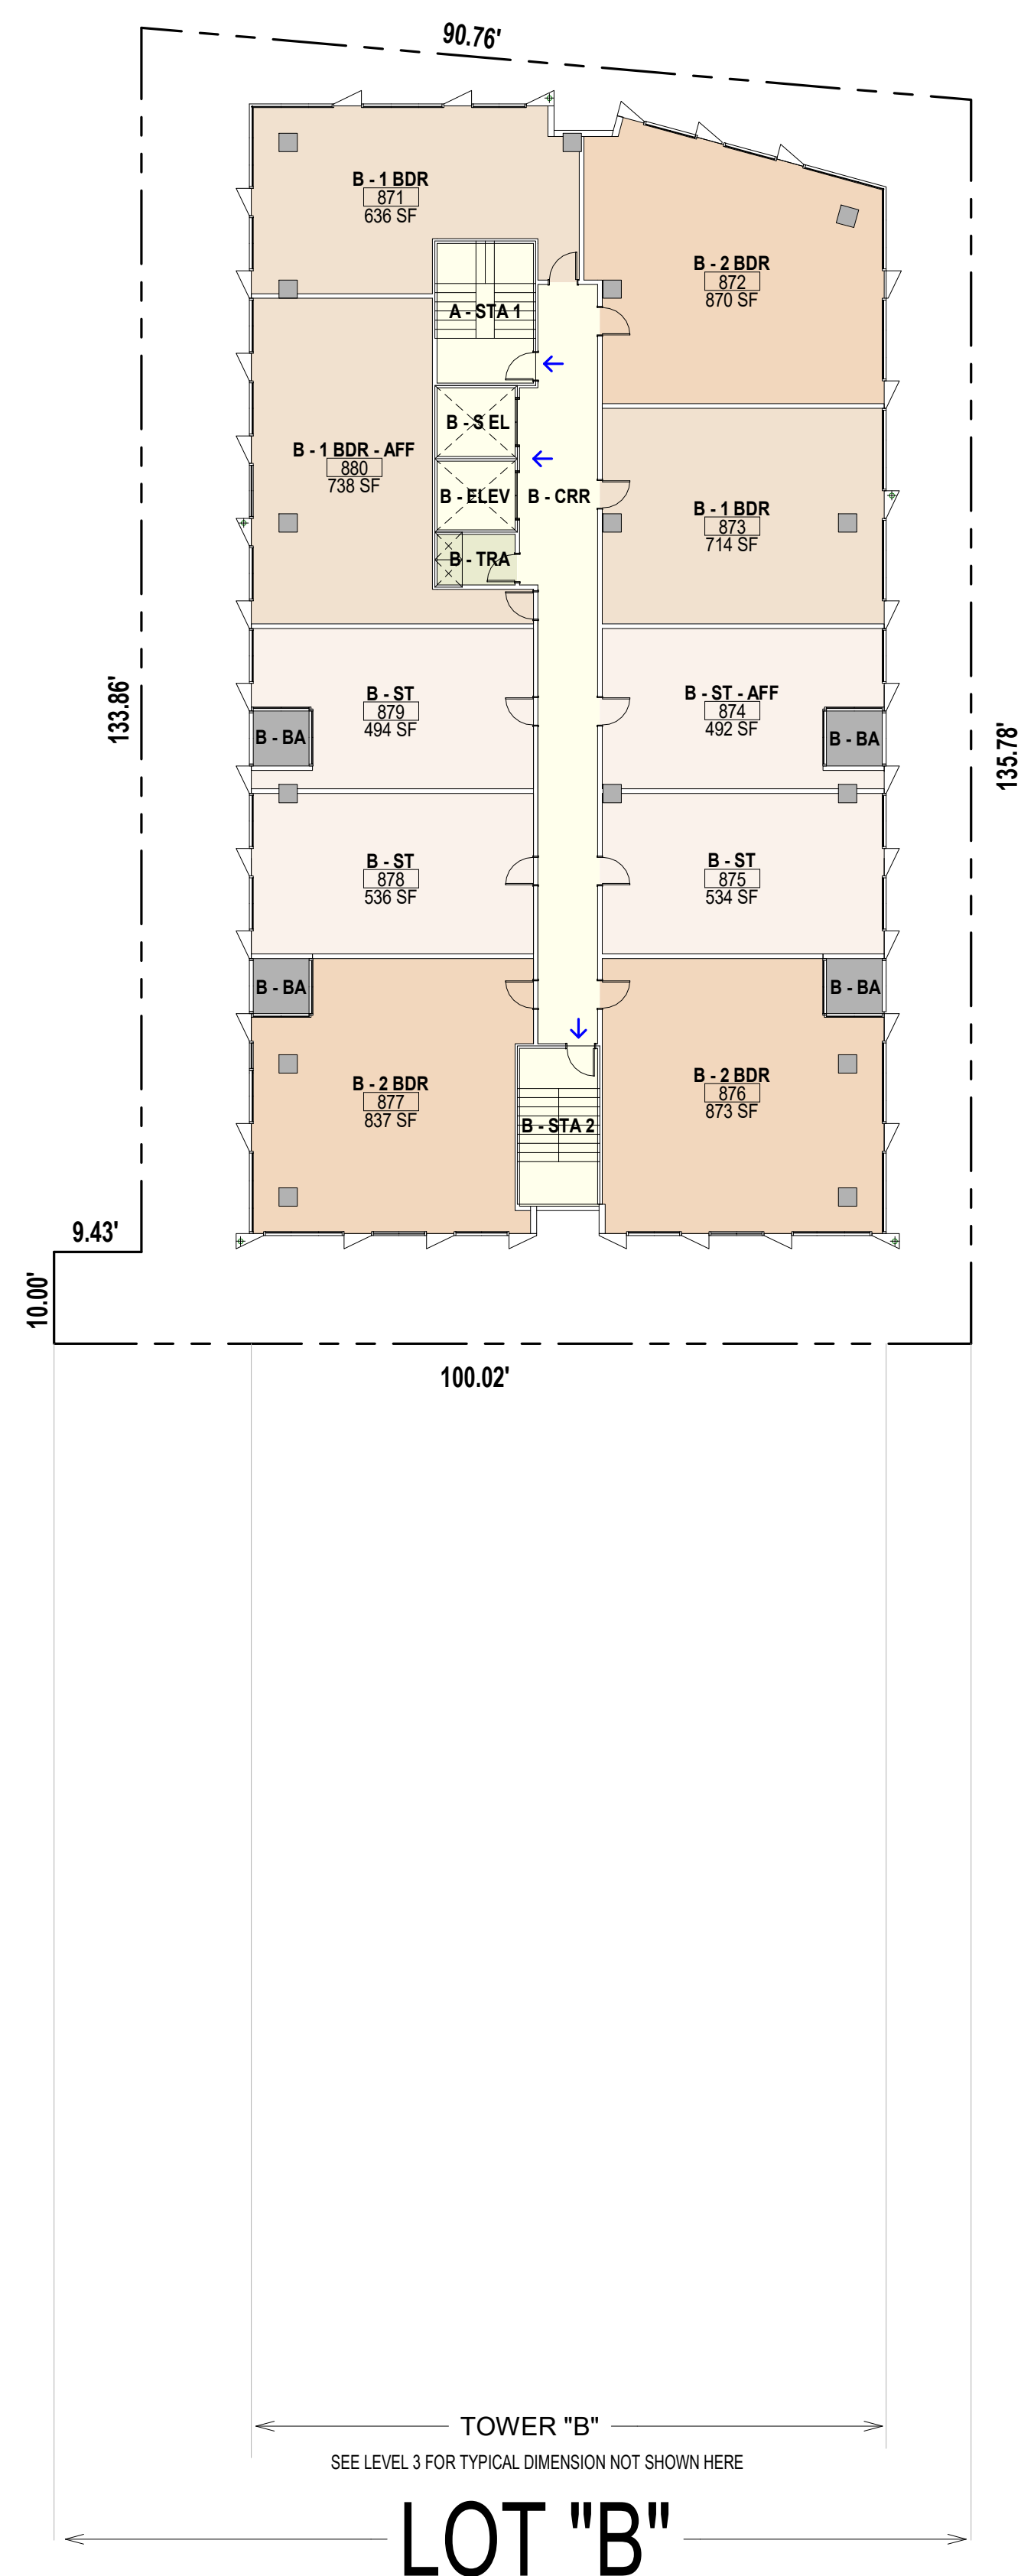 90.76'
B - 1 BDR
871
636 SF
B - 2 BDR
872
870 SF
A - STA 1
B - S EL
B - 1 BDR - AFF
880
738 SF
B - ELEV
B - CRR
B - 1 BDR
873
714 SF
B - TRA
133.86'
135.78'
B - ST
879
494 SF
B - ST - AFF
874
492 SF
B - BA
B - BA
B - ST
878
536 SF
B - ST
875
534 SF
B - BA
B - BA
B - 2 BDR
877
837 SF
B - 2 BDR
876
873 SF
B - STA 2
9.43'
10.00'
100.02'
TOWER "B"
SEE LEVEL 3 FOR TYPICAL DIMENSION NOT SHOWN HERE
LOT "B"